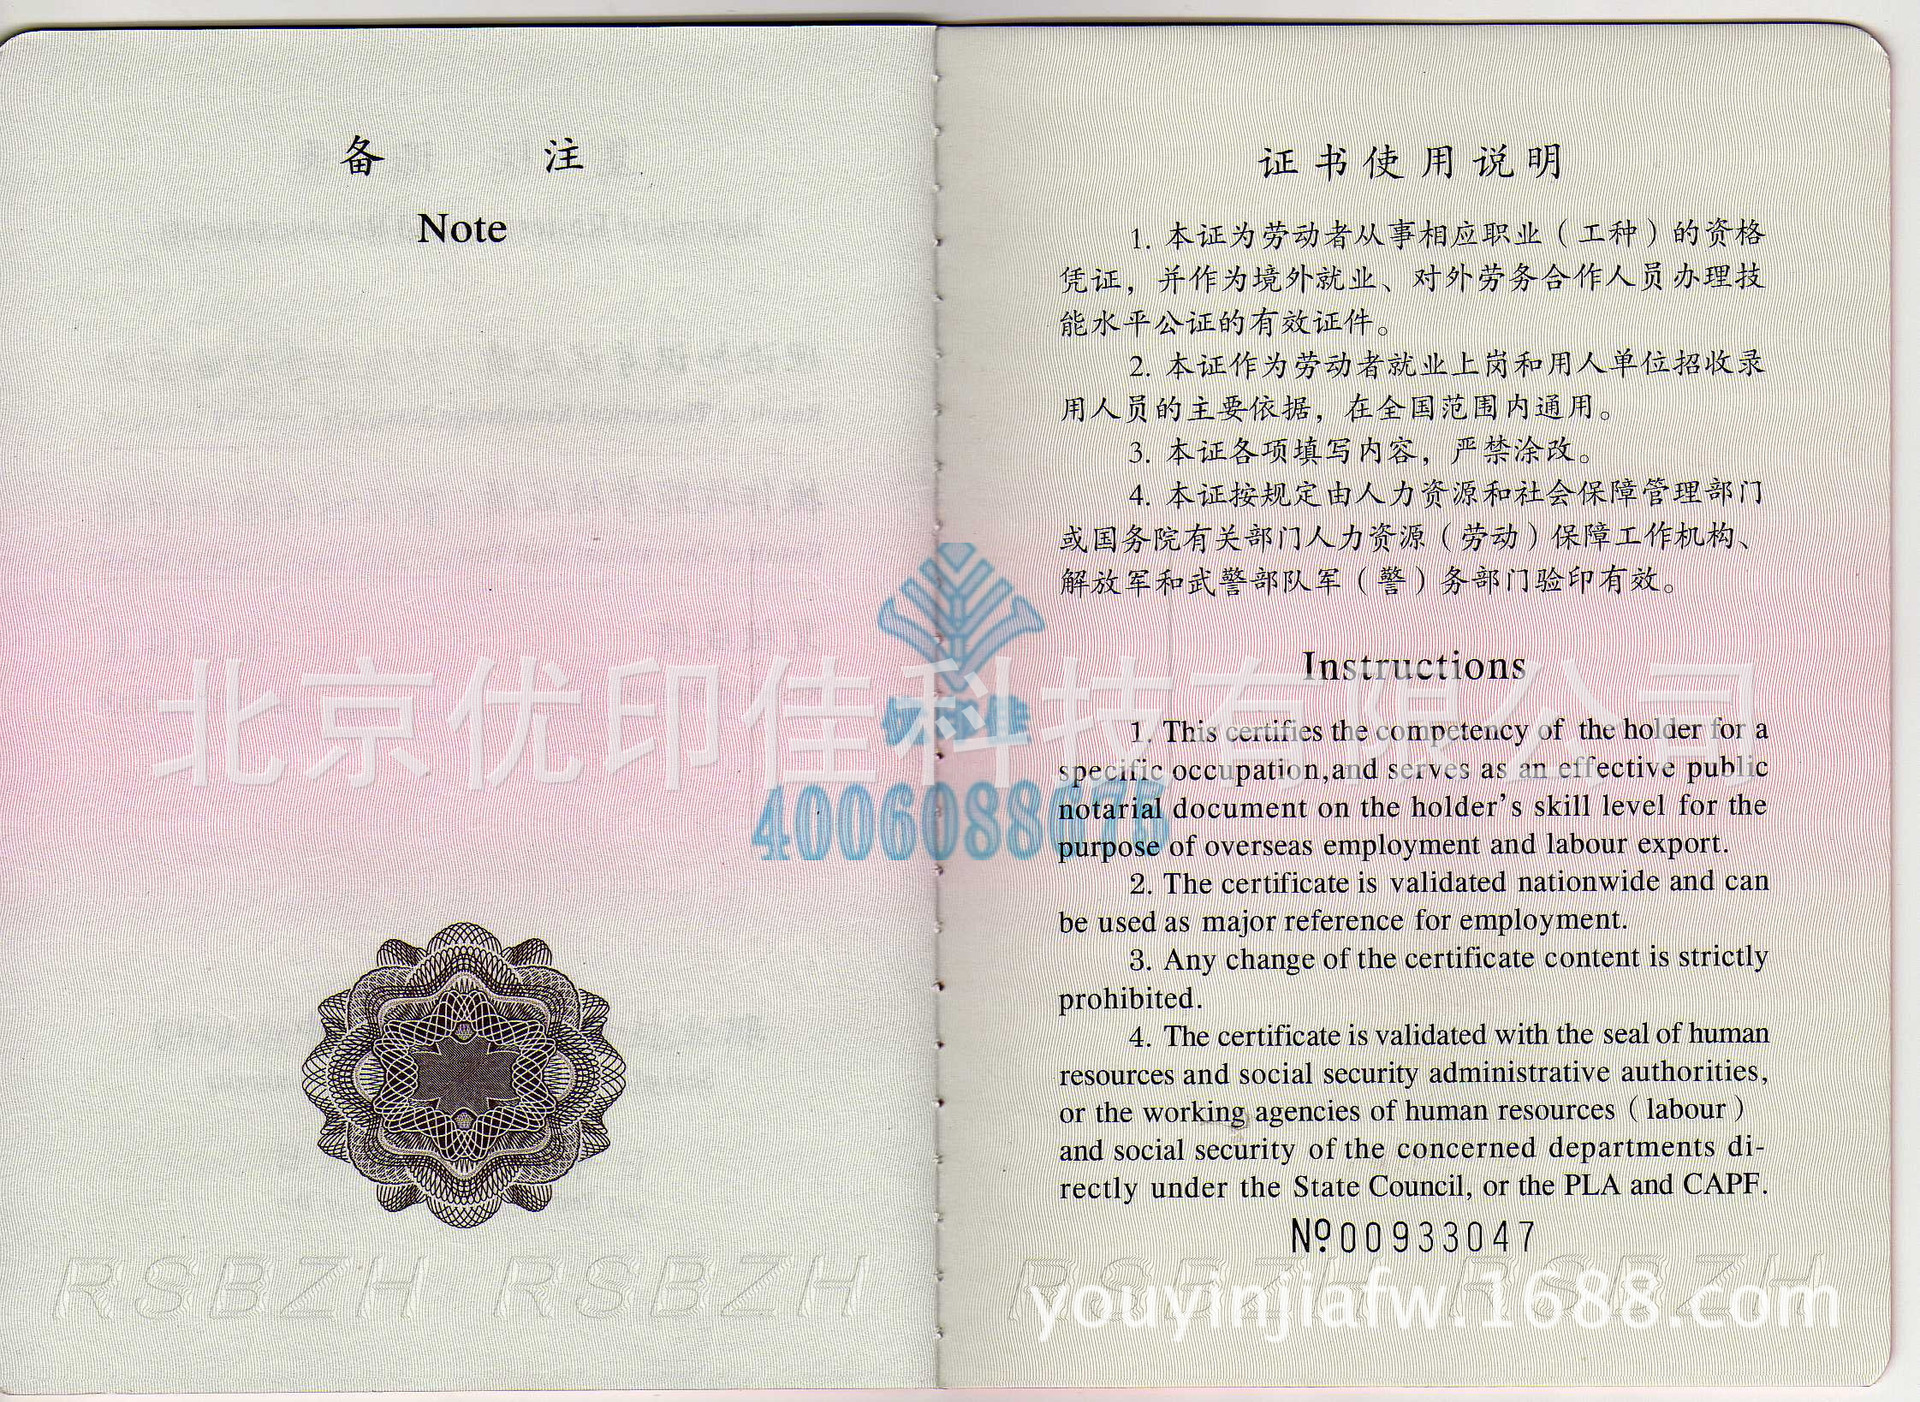 备 注
Note
RSBZH RSBZH
证书使用说明
1. 本证为劳动者从事相应职业（工种）的资格
凭证，并作为境外就业、对外劳务合作人员办理技
能水平公证的有效证件。
2. 本证作为劳动者就业上岗和用人单位招收录
用人员的主要依据，在全国范围内通用。
3. 本证各项填写内容，严禁涂改。
4. 本证按规定由人力资源和社会保障管理部门
或国务院有关部门人力资源（劳动）保障工作机构、
解放军和武警部队军（警）务部门验印有效。
Instructions
1. This certifies the competency of the holder for a
specific occupation,and serves as an effective public
notarial document on the holder's skill level for the
purpose of overseas employment and labour export.
2. The certificate is validated nationwide and can
be used as major reference for employment.
3. Any change of the certificate content is strictly
prohibited.
4. The certificate is validated with the seal of human
resources and social security administrative authorities,
or the working agencies of human resources（labour）
and social security of the concerned departments di-
rectly under the State Council, or the PLA and CAPF.
Nº00933047
RSBZH RSBZH
北京优印佳科技有限公司
优印佳
4006088675
youyinjiafw.1688.com